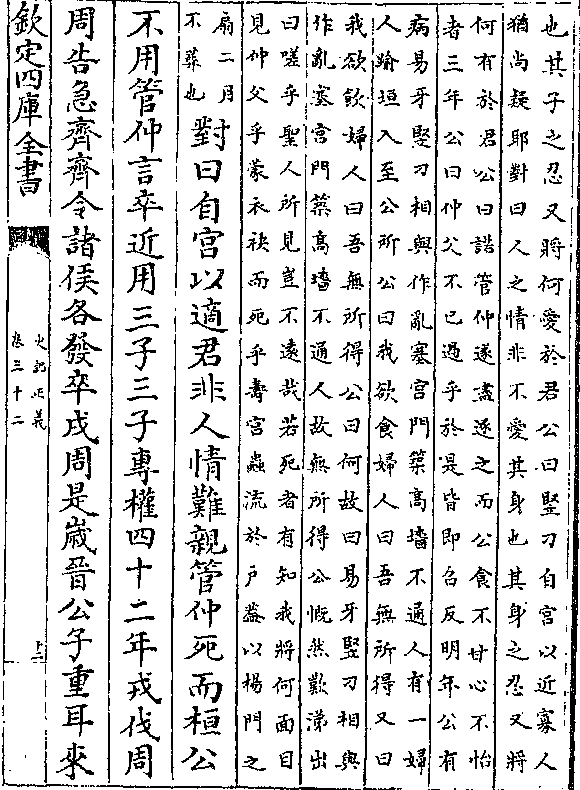 也其子之忍又將何愛於君公曰豎刁自宮以近寡人
猶尚疑耶對曰人之情非不愛其身也其身之忍又將
何有於君公曰諾管仲遂盡逐之而公食不甘心不怡
者三年公曰仲父不已過乎於是皆即召反明年公有
病易牙豎刁相與作亂塞宮門築高墻不通人有一婦
人踰垣入至公所公曰我欲食婦人曰吾無所得又曰
我欲飲婦人曰吾無所得公曰何故曰易牙豎刁相與
作亂塞宮門築高墻不通人故無所得公慨然歎涕出
曰嗟乎聖人所見豈不遠哉若死者有知我將何面目
見仲父乎蒙衣袂而死乎壽宮蟲流於戶葢以楊門之
扇二月
不葬也
對曰自宮以適君非人情難親管仲死而桓公
不用管仲言卒近用三子三子專權四十二年戎伐周
周告急齊齊令諸侯各發卒戍周是嵗晉公子重耳來
欽定四庫全書
史記正義
卷三十二